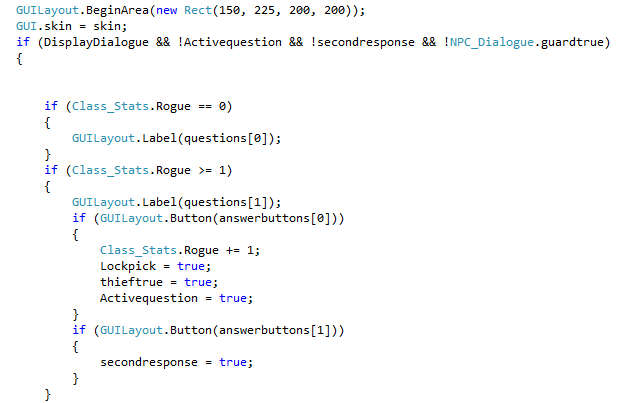 GUILayout.BeginArea(new Rect(150, 225, 200, 200));
GUI.skin = skin;
if (DisplayDialogue && !Activequestion && !secondresponse && !NPC_Dialogue.guardtrue)
{
if (Class_Stats.Rogue == 0)
{
GUILayout.Label(questions[0]);
}
if (Class_Stats.Rogue >= 1)
{
GUILayout.Label(questions[1]);
if (GUILayout.Button(answerbuttons[0]))
{
Class_Stats.Rogue += 1;
Lockpick = true;
thieftrue = true;
Activequestion = true;
}
if (GUILayout.Button(answerbuttons[1]))
{
secondresponse = true;
}
}